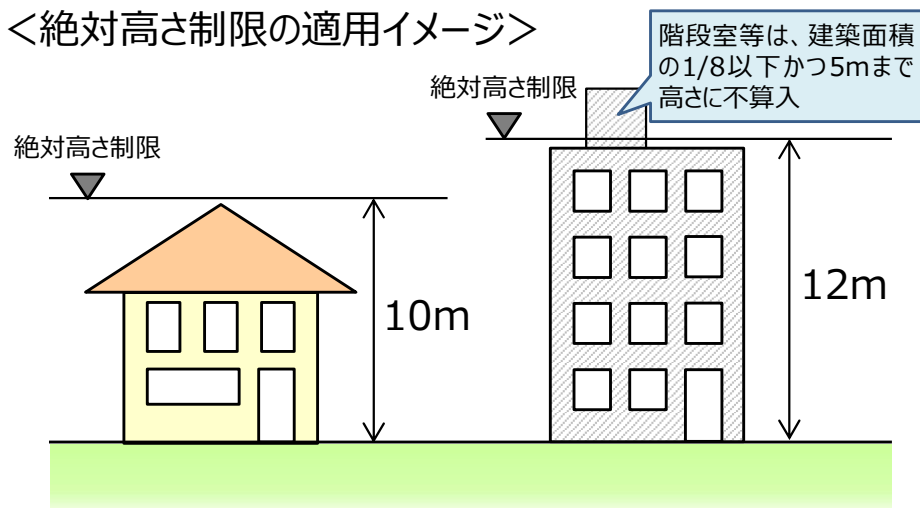 ＜絶対高さ制限の適用イメージ＞
階段室等は、建築面積
の1/8以下かつ5mまで
高さに不算入
絶対高さ制限
絶対高さ制限
10m
12m